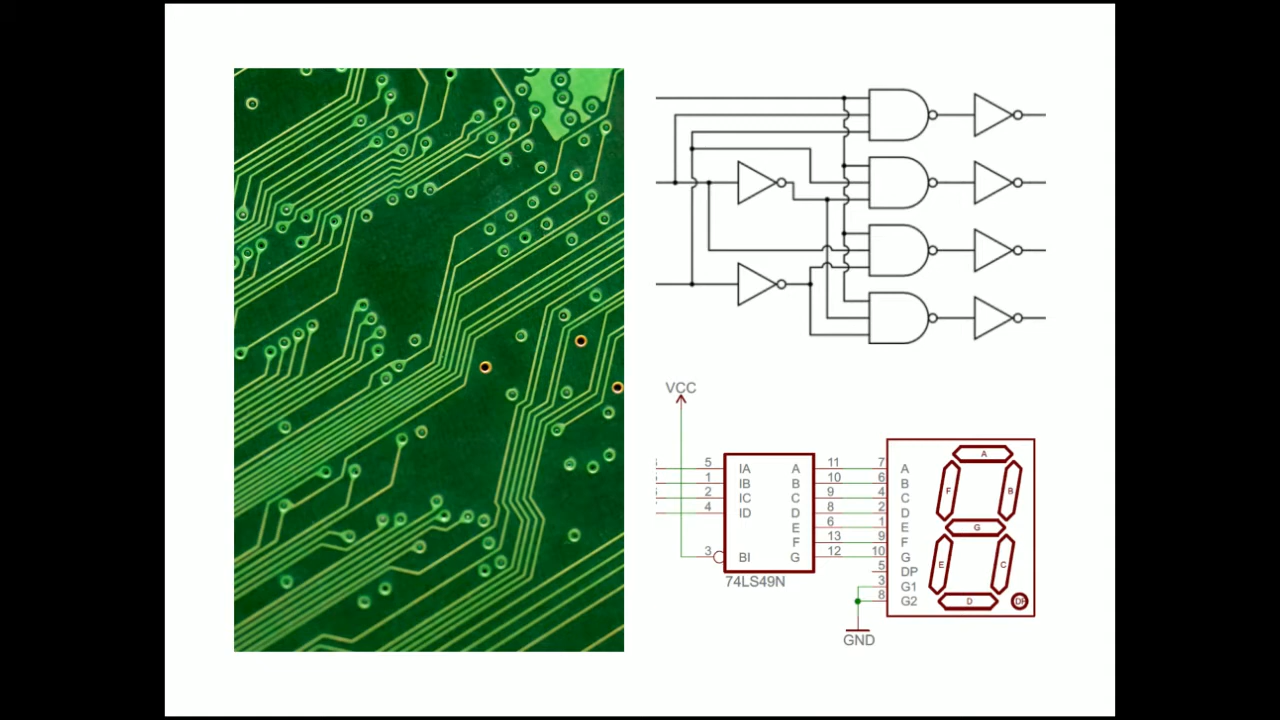 VCC
5 IA A 11 7 A
1 IB B 10 6 B
2 IC C 9 4 C
4 ID D 8 2 D
E 6 1 E
F 13 9 F
3 BI G 12 10 G
5 DP
3 G1
8 G2
74LS49N
GND
A
F B
G
E C
D DP